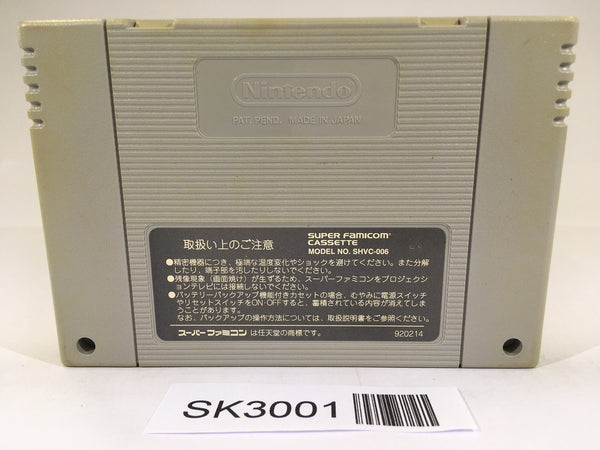 Nintendo
PAT. PEND. MADE IN JAPAN
取扱い上のご注意
SUPER FAMICOM
CASSETTE
MODEL NO. SHVC-006
●精密機器につき、極端な温度変化やショックを避けてください。また分解
したり、端子部を汚したりしないでください。
●残像現象（画面焼け）が生ずるため、スーパーファミコンをプロジェクシ
ョンテレビには接続しないでください。
●バッテリーバックアップ機能付きカセットの場合、むやみに電源スイッチ
やリセットスイッチをON·OFFすると、蓄積されている内容が消えてしま
うことがあります。
なお、バックアップの操作方法については、取扱説明書をご参照ください。
スーパーファミコン は任天堂の商標です。
920214
SK3001